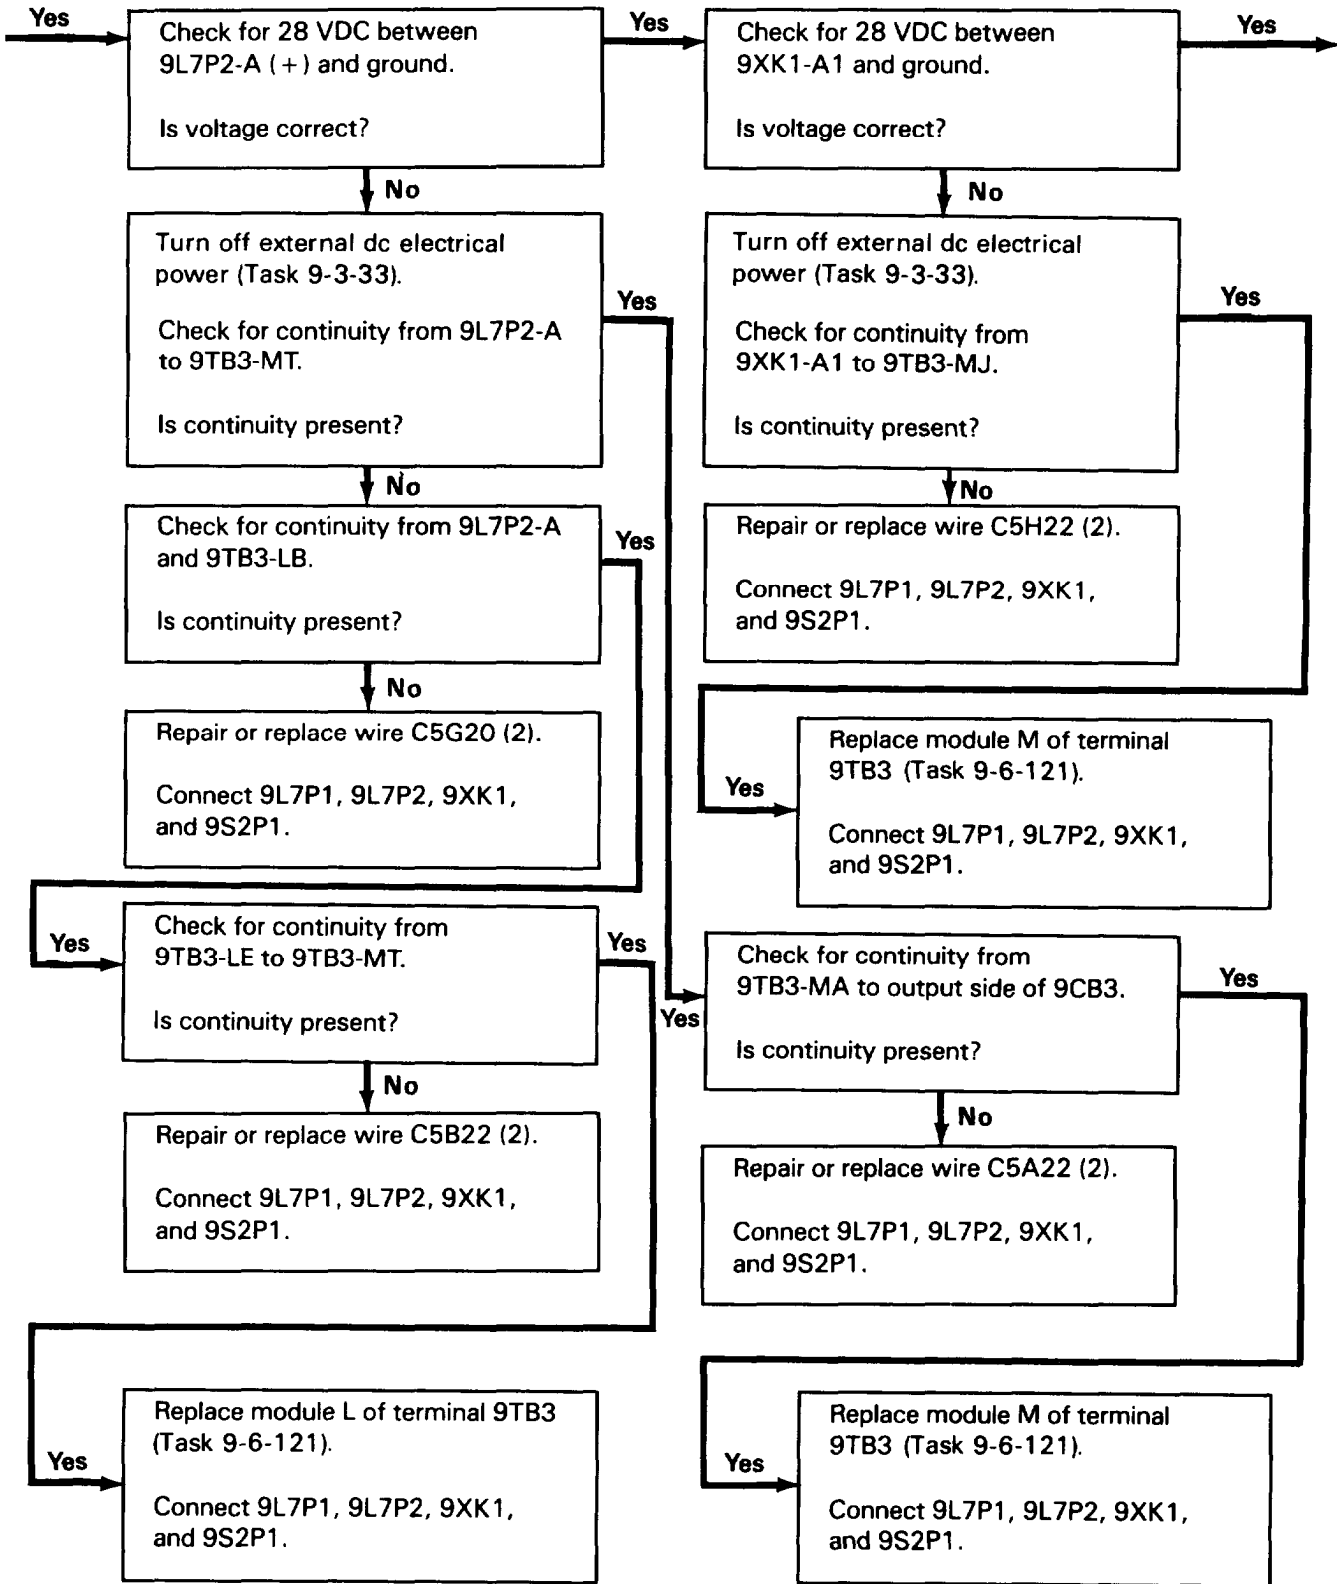 Yes
Check for 28 VDC between
9L7P2-A (+) and ground.
Is voltage correct?
Yes
Check for 28 VDC between
9XK1-A1 and ground.
Is voltage correct?
Yes
No
No
Turn off external dc electrical
power (Task 9-3-33).
Check for continuity from 9L7P2-A
to 9TB3-MT.
Is continuity present?
Yes
Turn off external dc electrical
power (Task 9-3-33).
Check for continuity from
9XK1-A1 to 9TB3-MJ.
Is continuity present?
Yes
No
No
Check for continuity from 9L7P2-A
and 9TB3-LB.
Is continuity present?
Yes
Repair or replace wire C5H22 (2).
Connect 9L7P1, 9L7P2, 9XK1,
and 9S2P1.
No
Repair or replace wire C5G20 (2).
Connect 9L7P1, 9L7P2, 9XK1,
and 9S2P1.
Yes
Replace module M of terminal
9TB3 (Task 9-6-121).
Connect 9L7P1, 9L7P2, 9XK1,
and 9S2P1.
Yes
Check for continuity from
9TB3-LE to 9TB3-MT.
Is continuity present?
Yes
Yes
Check for continuity from
9TB3-MA to output side of 9CB3.
Is continuity present?
Yes
No
No
Repair or replace wire C5B22 (2).
Connect 9L7P1, 9L7P2, 9XK1,
and 9S2P1.
Repair or replace wire C5A22 (2).
Connect 9L7P1, 9L7P2, 9XK1,
and 9S2P1.
Yes
Replace module L of terminal 9TB3
(Task 9-6-121).
Connect 9L7P1, 9L7P2, 9XK1,
and 9S2P1.
Yes
Replace module M of terminal
9TB3 (Task 9-6-121).
Connect 9L7P1, 9L7P2, 9XK1,
and 9S2P1.